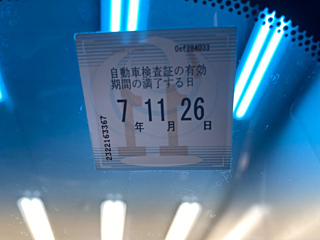 0cf284033
自動車検査証の有効
期間の満了する日
7 11 26
年 月 日
2322163367